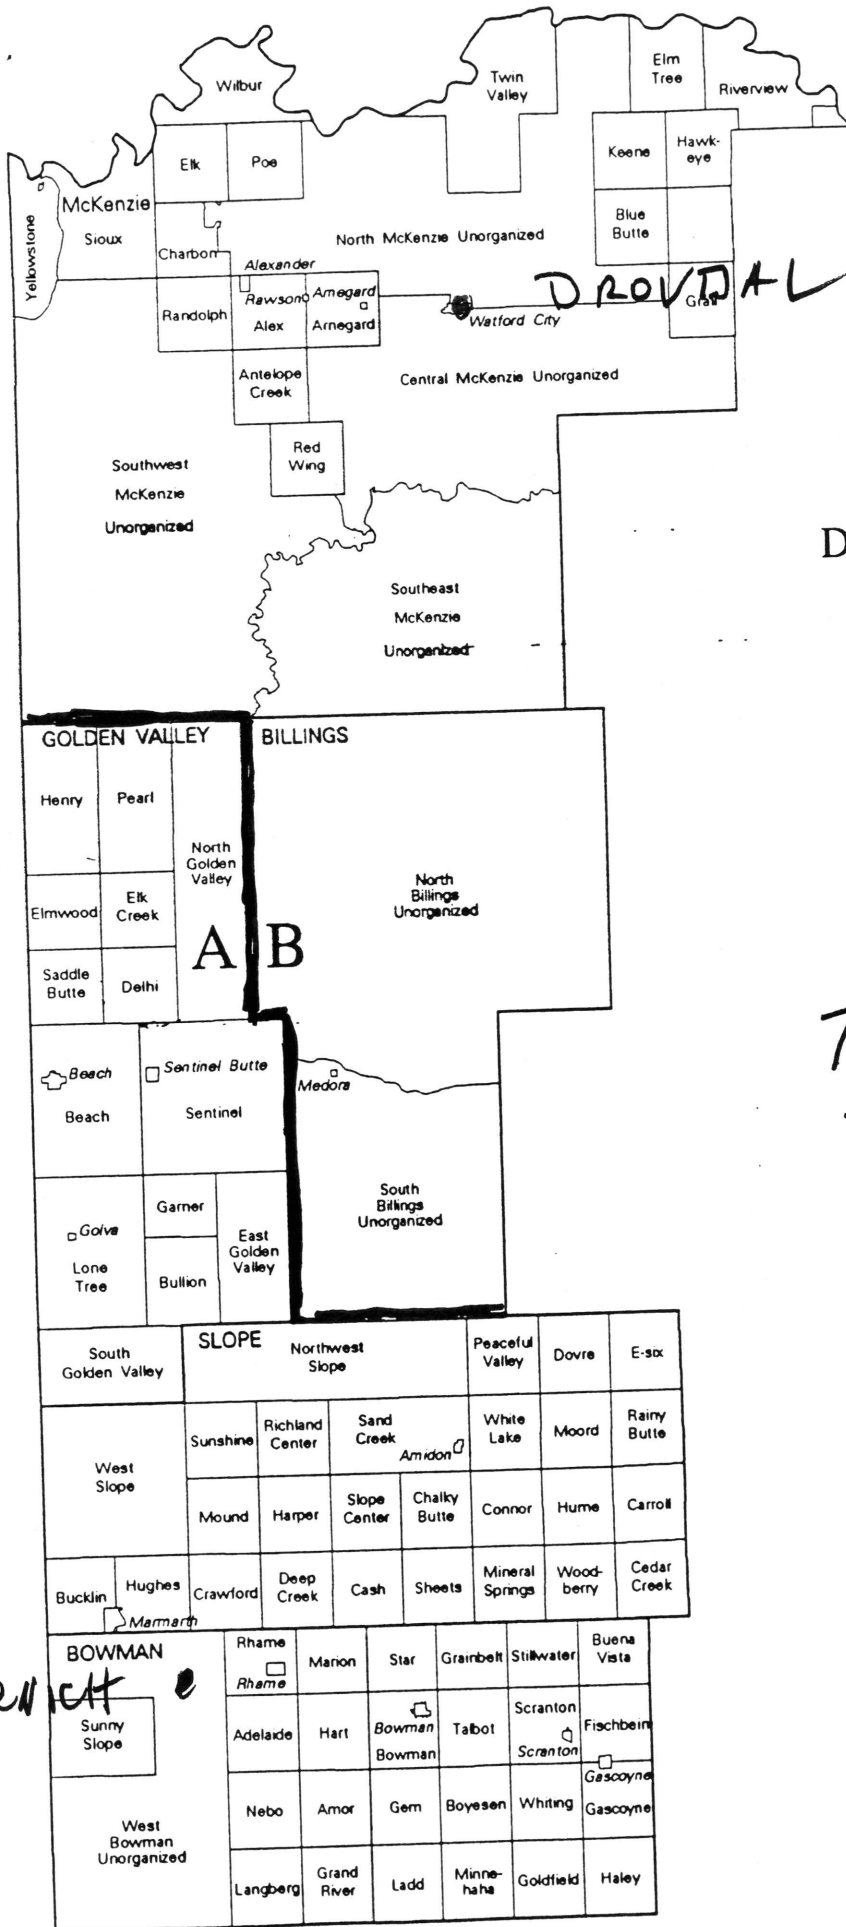 Wilbur
Twin
Valley
Elm
Tree
Riverview
Elk
Poe
Keene
Hawk-
eye
Yellowstone
McKenzie
Sioux
Charbon
North McKenzie Unorganized
Blue
Butte
Alexander
Randolph
Rawson
Arnegard
Alex
Arnegard
DROVDAL
Grail
Watford City
Antelope
Creek
Central McKenzie Unorganized
Red
Wing
Southwest
McKenzie
Unorganized
D
Southeast
McKenzie
Unorganized
GOLDEN VALLEY
BILLINGS
Henry
Pearl
North
Golden
Valley
North
Billings
Unorganized
Elmwood
Elk
Creek
A
B
Saddle
Butte
Delhi
Beach
Beach
Sentinel Butte
Sentinel
Medora
South
Billings
Unorganized
Golva
Lone
Tree
Garner
Bullion
East
Golden
Valley
South
Golden Valley
SLOPE
Northwest
Slope
Peaceful
Valley
Dovre
E-six
West
Slope
Sunshine
Richland
Center
Sand
Creek
Amidon
White
Lake
Moord
Rainy
Butte
Mound
Harper
Slope
Center
Chalky
Butte
Connor
Hume
Carroll
Bucklin
Hughes
Marmarth
Crawford
Deep
Creek
Cash
Sheets
Mineral
Springs
Wood-
berry
Cedar
Creek
BOWMAN
Rhame
Rhame
Marion
Star
Grainbelt
Stillwater
Buena
Vista
Sunny
Slope
Adelaide
Hart
Bowman
Bowman
Talbot
Scranton
Scranton
Fischbein
Gascoyne
Gascoyne
West
Bowman
Unorganized
Nebo
Amor
Gem
Boyesen
Whiting
Langberg
Grand
River
Ladd
Minne-
haha
Goldfield
Haley